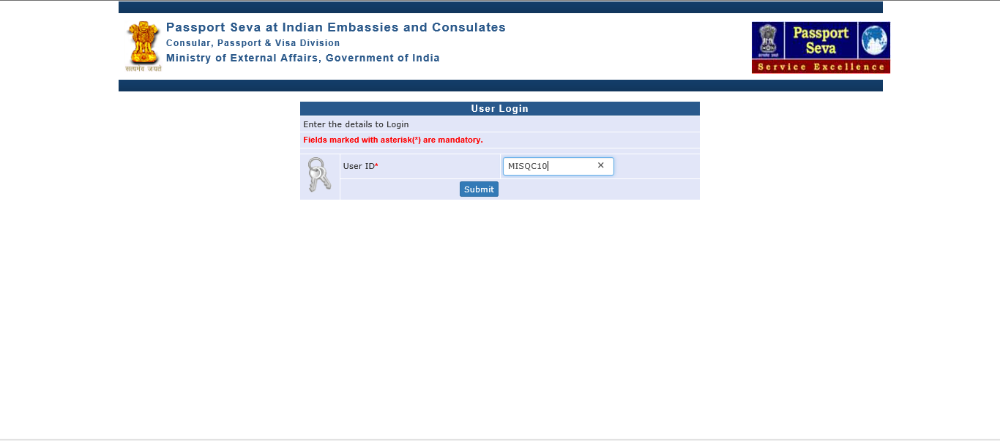 Passport Seva at Indian Embassies and Consulates
Consular, Passport & Visa Division
Ministry of External Affairs, Government of India
सत्यमेव जयते
Passport
Seva
Service Excellence
User Login
Enter the details to Login
Fields marked with asterisk(*) are mandatory.
User ID* MISQC10 ✕
Submit